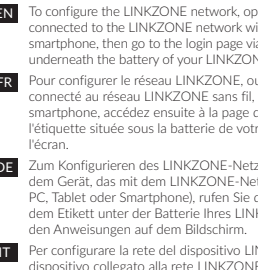 EN To configure the LINKZONE network, op
connected to the LINKZONE network wi
smartphone, then go to the login page via
underneath the battery of your LINKZON
FR Pour configurer le réseau LINKZONE, ou
connecté au réseau LINKZONE sans fil,
smartphone, accédez ensuite à la page d
l'étiquette située sous la batterie de votr
l'écran.
DE Zum Konfigurieren des LINKZONE-Netz
dem Gerät, das mit dem LINKZONE-Net
PC, Tablet oder Smartphone), rufen Sie d
dem Etikett unter der Batterie Ihres LINK
den Anweisungen auf dem Bildschirm.
IT Per configurare la rete del dispositivo LIN
dispositivo collegato alla rete LINKZONE